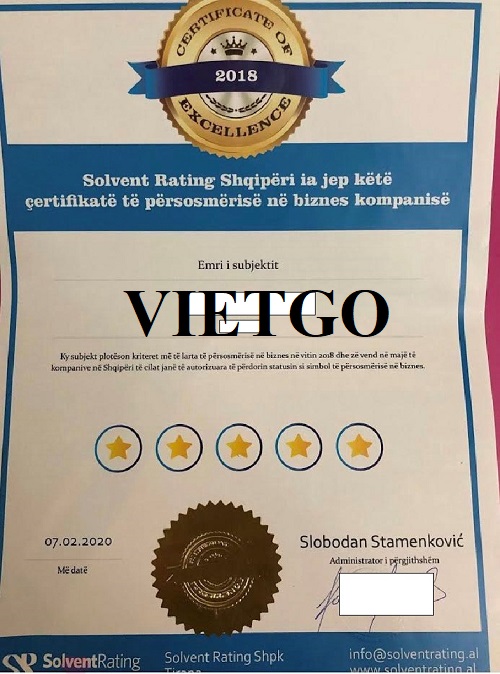 CERTIFICATE OF
2018
EXCELLENCE
Solvent Rating Shqipëri ia jep këtë
çertifikatë të përsosmërisë në biznes kompanisë
Emri i subjektit
VIETGO
Ky subjekt plotëson kriteret më të larta të përsosmërisë në biznes në vitin 2018 dhe zë vend në majë të
kompanive në Shqipëri të cilat janë të autorizuara të përdorin statusin si simbol të përsosmërisë në biznes.
07.02.2020
Më datë
Slobodan Stamenković
Administrator i përgjithshëm
SolventRating
Solvent Rating Shpk
Tirana
info@solventrating.al
www.solventrating.al